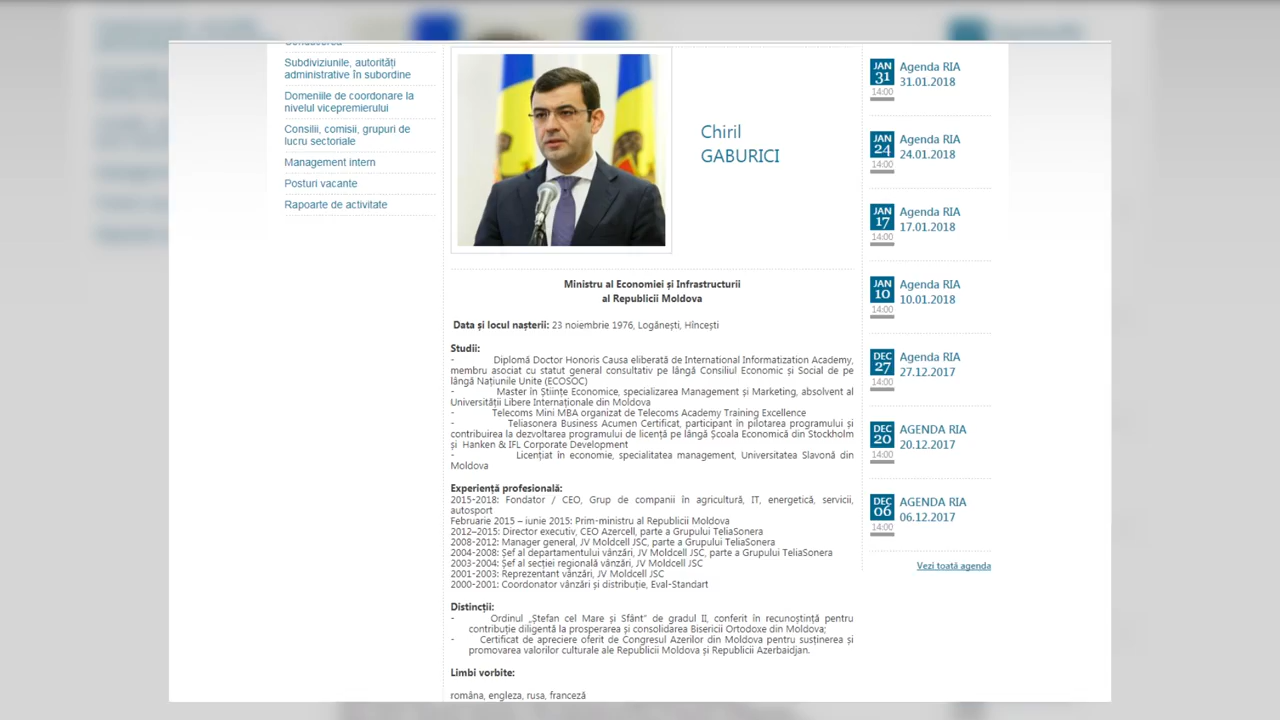 Subdiviziunile, autorități
administrative în subordine
Domeniile de coordonare la
nivelul vicepremierului
Consilii, comisii, grupuri de
lucru sectoriale
Management intern
Posturi vacante
Rapoarte de activitate
Chiril
GABURICI
Ministru al Economiei și Infrastructurii
al Republicii Moldova
Data și locul nașterii: 23 noiembrie 1976, Logănești, Hîncești
Studii:
- Diplomă Doctor Honoris Causa eliberată de International Informatization Academy,
membru asociat cu statut general consultativ pe lângă Consiliul Economic și Social de pe
lângă Națiunile Unite (ECOSOC)
- Master în Științe Economice, specializarea Management și Marketing, absolvent al
Universității Libere Internaționale din Moldova
- Telecoms Mini MBA organizat de Telecoms Academy Training Excellence
- Teliasonera Business Acumen Certificat, participant în pilotarea programului și
contribuirea la dezvoltarea programului de licență pe lângă Școala Economică din Stockholm
și Hanken & IFL Corporate Development
- Licențiat în economie, specialitatea management, Universitatea Slavonă din
Moldova
Experiență profesională:
2015-2018: Fondator / CEO, Grup de companii în agricultură, IT, energetică, servicii,
autosport
Februarie 2015 – iunie 2015: Prim-ministru al Republicii Moldova
2012–2015: Director executiv, CEO Azercell, parte a Grupului TeliaSonera
2008-2012: Manager general, JV Moldcell JSC, parte a Grupului TeliaSonera
2004-2008: Șef al departamentului vânzări, JV Moldcell JSC, parte a Grupului TeliaSonera
2003-2004: Șef al secției regională vânzări, JV Moldcell JSC
2001-2003: Reprezentant vânzări, JV Moldcell JSC
2000-2001: Coordonator vânzări și distribuție, Eval-Standart
Distincții:
- Ordinul „Ștefan cel Mare și Sfânt” de gradul II, conferit în recunoștință pentru
contribuție diligentă la prosperarea și consolidarea Bisericii Ortodoxe din Moldova;
- Certificat de apreciere oferit de Congresul Azerilor din Moldova pentru susținerea și
promovarea valorilor culturale ale Republicii Moldova și Republicii Azerbaidjan.
Limbi vorbite:
româna, engleza, rusa, franceză
JAN
31
14:00
Agenda RIA
31.01.2018
JAN
24
14:00
Agenda RIA
24.01.2018
JAN
17
14:00
Agenda RIA
17.01.2018
JAN
10
14:00
Agenda RIA
10.01.2018
DEC
27
14:00
Agenda RIA
27.12.2017
DEC
20
14:00
AGENDA RIA
20.12.2017
DEC
06
14:00
AGENDA RIA
06.12.2017
Vezi toată agenda